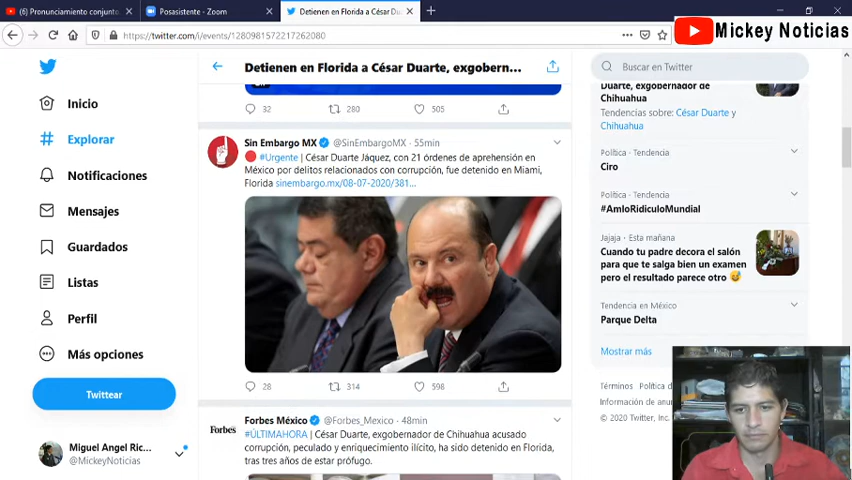 (6) Pronunciamiento conjunto
Posasistente - Zoom
Detienen en Florida a César Du
https://twitter.com/i/events/1280981572217262080
Mickey Noticias
Detienen en Florida a César Duarte, exgobern...
Buscar en Twitter
Inicio
Explorar
Notificaciones
Mensajes
Guardados
Listas
Perfil
Más opciones
Twittear
Miguel Angel Ric...
@MickeyNoticias
32
280
505
Sin Embargo MX @SinEmbargoMX · 55min
#Urgente | César Duarte Jáquez, con 21 órdenes de aprehensión en
México por delitos relacionados con corrupción, fue detenido en Miami,
Florida sinembargo.mx/08-07-2020/381...
28
314
598
Forbes México @Forbes_Mexico · 48min
Forbes
#ÚLTIMAHORA | César Duarte, exgobernador de Chihuahua acusado
corrupción, peculado y enriquecimiento ilícito, ha sido detenido en Florida,
tras tres años de estar prófugo.
Duarte, exgobernador de
Chihuahua
Tendencias sobre: César Duarte y
Chihuahua
Política · Tendencia
Ciro
Política · Tendencia
#AmloRidiculoMundial
Jajaja · Esta mañana
Cuando tu padre decora el salón
para que te salga bien un examen
pero el resultado parece otro
Tendencia en México
Parque Delta
Mostrar más
Términos Política d
Información de anu
© 2020 Twitter, Inc.